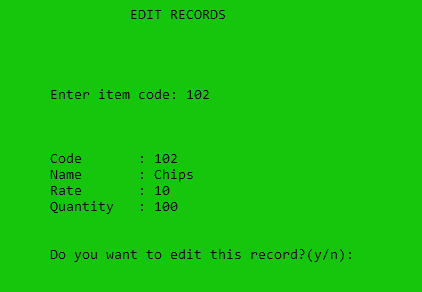 EDIT RECORDS
Enter item code: 102
Code : 102
Name : Chips
Rate : 10
Quantity : 100
Do you want to edit this record?(y/n):